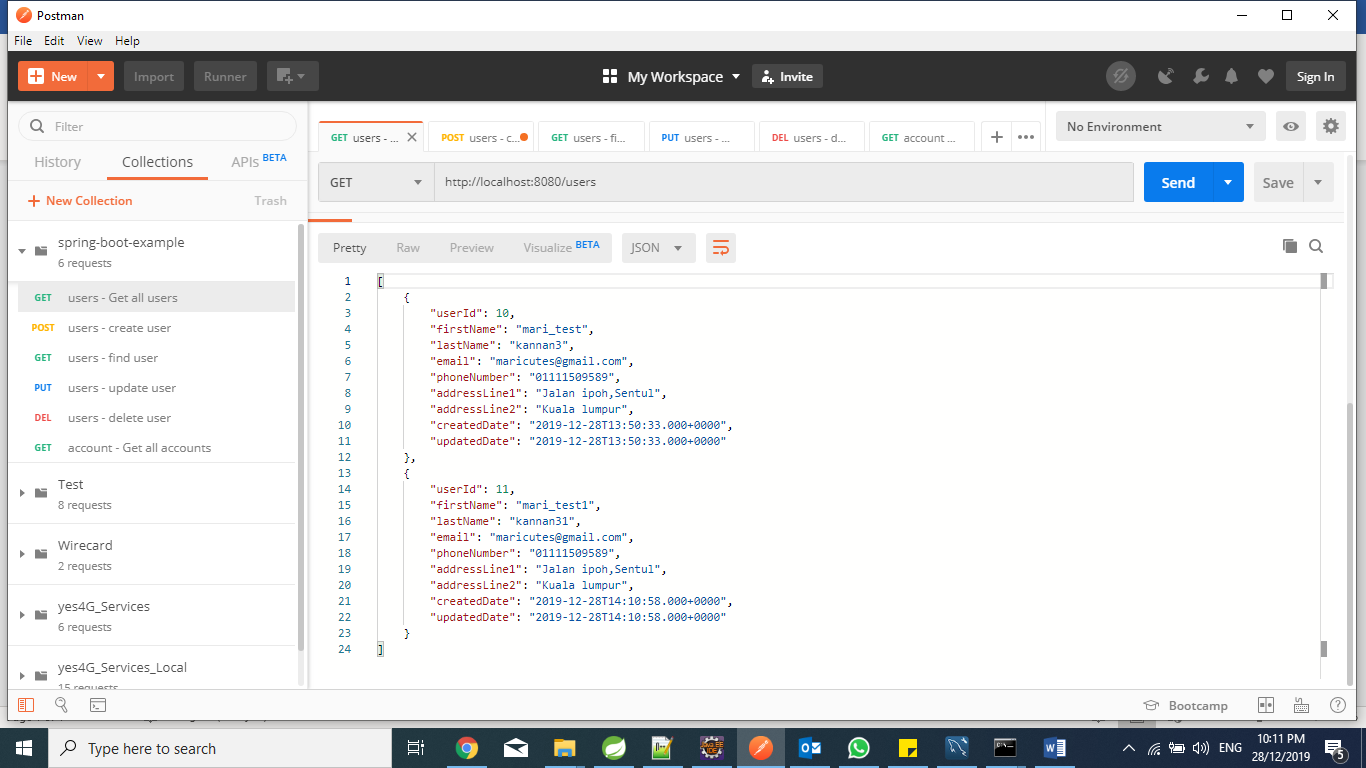 Postman
File Edit View Help
New Import Runner My Workspace Invite Sign In
Filter
History Collections APIs BETA
+ New Collection Trash
spring-boot-example
6 requests
GET users - Get all users
POST users - create user
GET users - find user
PUT users - update user
DEL users - delete user
GET account - Get all accounts
Test
8 requests
Wirecard
2 requests
yes4G_Services
6 requests
yes4G_Services_Local
15 requests
GET users - ... POST users - c... GET users - fi... PUT users - ... DEL users - d... GET account ... + ••• No Environment
GET http://localhost:8080/users Send Save
Pretty Raw Preview Visualize BETA JSON
1 [
2 {
3 "userId": 10,
4 "firstName": "mari_test",
5 "lastName": "kannan3",
6 "email": "maricutes@gmail.com",
7 "phoneNumber": "01111509589",
8 "addressLine1": "Jalan ipoh,Sentul",
9 "addressLine2": "Kuala lumpur",
10 "createdDate": "2019-12-28T13:50:33.000+0000",
11 "updatedDate": "2019-12-28T13:50:33.000+0000"
12 },
13 {
14 "userId": 11,
15 "firstName": "mari_test1",
16 "lastName": "kannan31",
17 "email": "maricutes@gmail.com",
18 "phoneNumber": "01111509589",
19 "addressLine1": "Jalan ipoh,Sentul",
20 "addressLine2": "Kuala lumpur",
21 "createdDate": "2019-12-28T14:10:58.000+0000",
22 "updatedDate": "2019-12-28T14:10:58.000+0000"
23 }
24 ]
Bootcamp
Type here to search
ENG
10:11 PM
28/12/2019
5